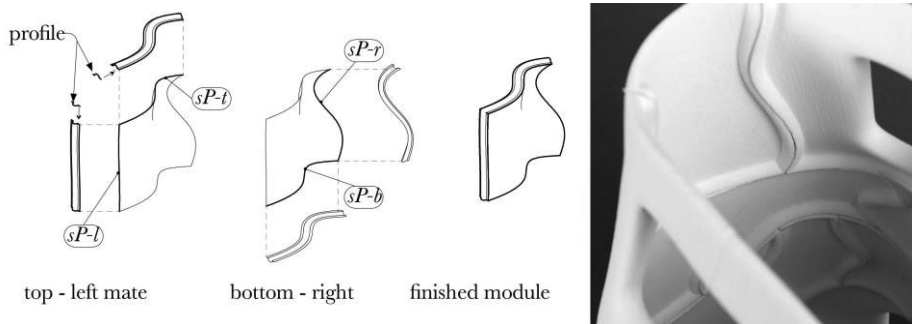 profile
sP-t
sP-r
sP-l
sP-b
top - left mate
bottom - right
finished module